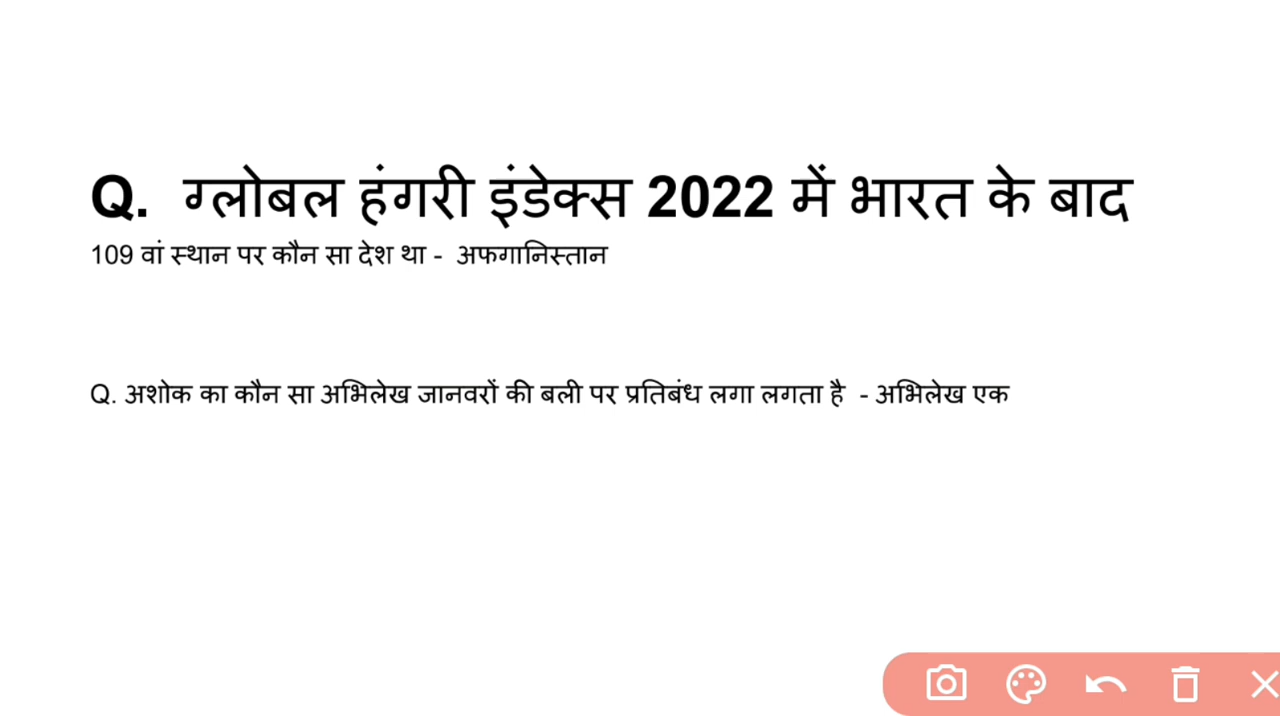 Q. ग्लोबल हंगरी इंडेक्स 2022 में भारत के बाद
109 वां स्थान पर कौन सा देश था - अफगानिस्तान
Q. अशोक का कौन सा अभिलेख जानवरों की बली पर प्रतिबंध लगा लगता है - अभिलेख एक